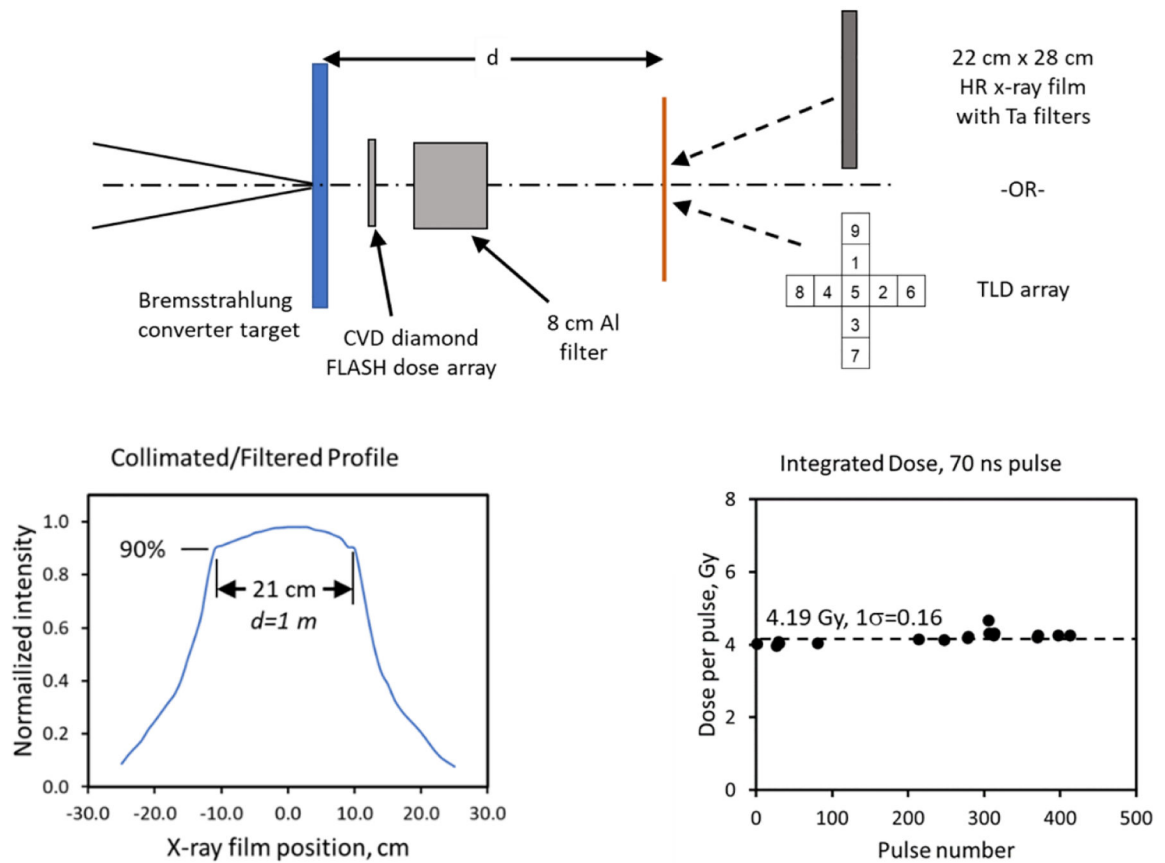 d
22 cm x 28 cm
HR x-ray film
with Ta filters
-OR-
9
1
8 4 5 2 6
3
7
TLD array
Bremsstrahlung
converter target
CVD diamond
FLASH dose array
8 cm Al
filter
Collimated/Filtered Profile
Normailized intensity
1.0
0.8
0.6
0.4
0.2
0.0
90%
21 cm
d=1 m
-30.0 -20.0 -10.0 0.0 10.0 20.0 30.0
X-ray film position, cm
Integrated Dose, 70 ns pulse
Dose per pulse, Gy
8
6
4
2
0
4.19 Gy, 1σ=0.16
0 100 200 300 400 500
Pulse number